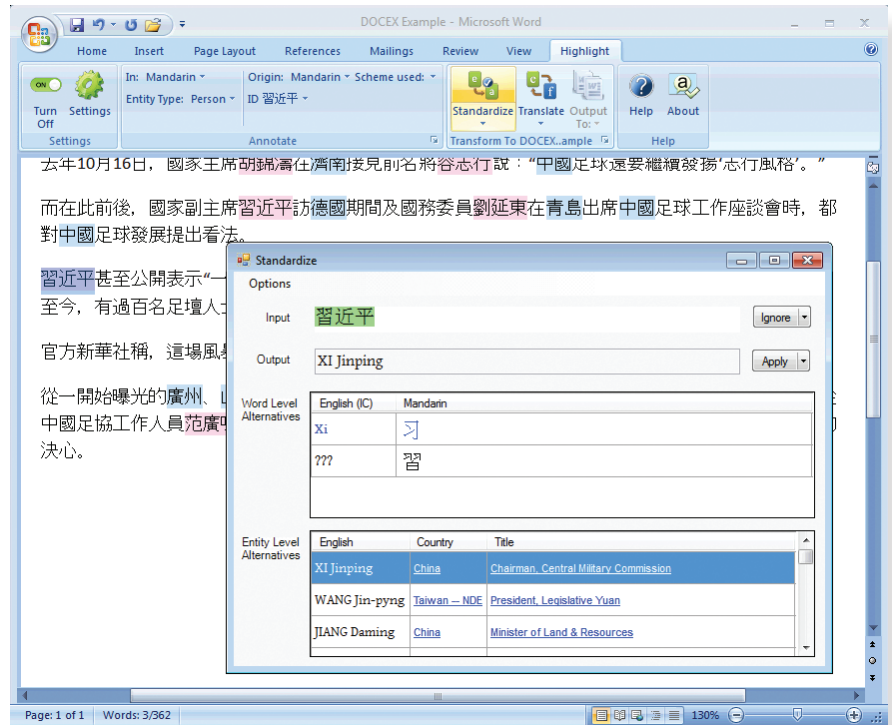 DOCEX Example - Microsoft Word
Home Insert Page Layout References Mailings Review View Highlight
ON
Turn Off
Settings
In: Mandarin
Entity Type: Person
Origin: Mandarin
Scheme used:
ID 習近平
Standardize
Translate
Output To:
Help
About
Settings
Annotate
Transform To DOCEX..ample
Help
去年10月16日，國家主席胡錦濤在濟南接見前名將容志行說：“中國足球還要繼續發揚‘志行風格’。”
而在此前後，國家副主席習近平訪德國期間及國務委員劉延東在青島出席中國足球工作座談會時，都
對中國足球發展提出看法。
習近平甚至公開表示“一
至今，有過百名足壇人士
官方新華社稱，這場風暴
從一開始曝光的廣州、
中國足協工作人員范廣鳴
決心。
Standardize
Options
Input
習近平
Ignore
Output
XI Jinping
Apply
Word Level Alternatives
English (IC) Mandarin
Xi 习
??? 習
Entity Level Alternatives
English Country Title
XI Jinping China Chairman, Central Military Commission
WANG Jin-pyng Taiwan — NDE President, Legislative Yuan
JIANG Daming China Minister of Land & Resources
Page: 1 of 1 Words: 3/362
130%